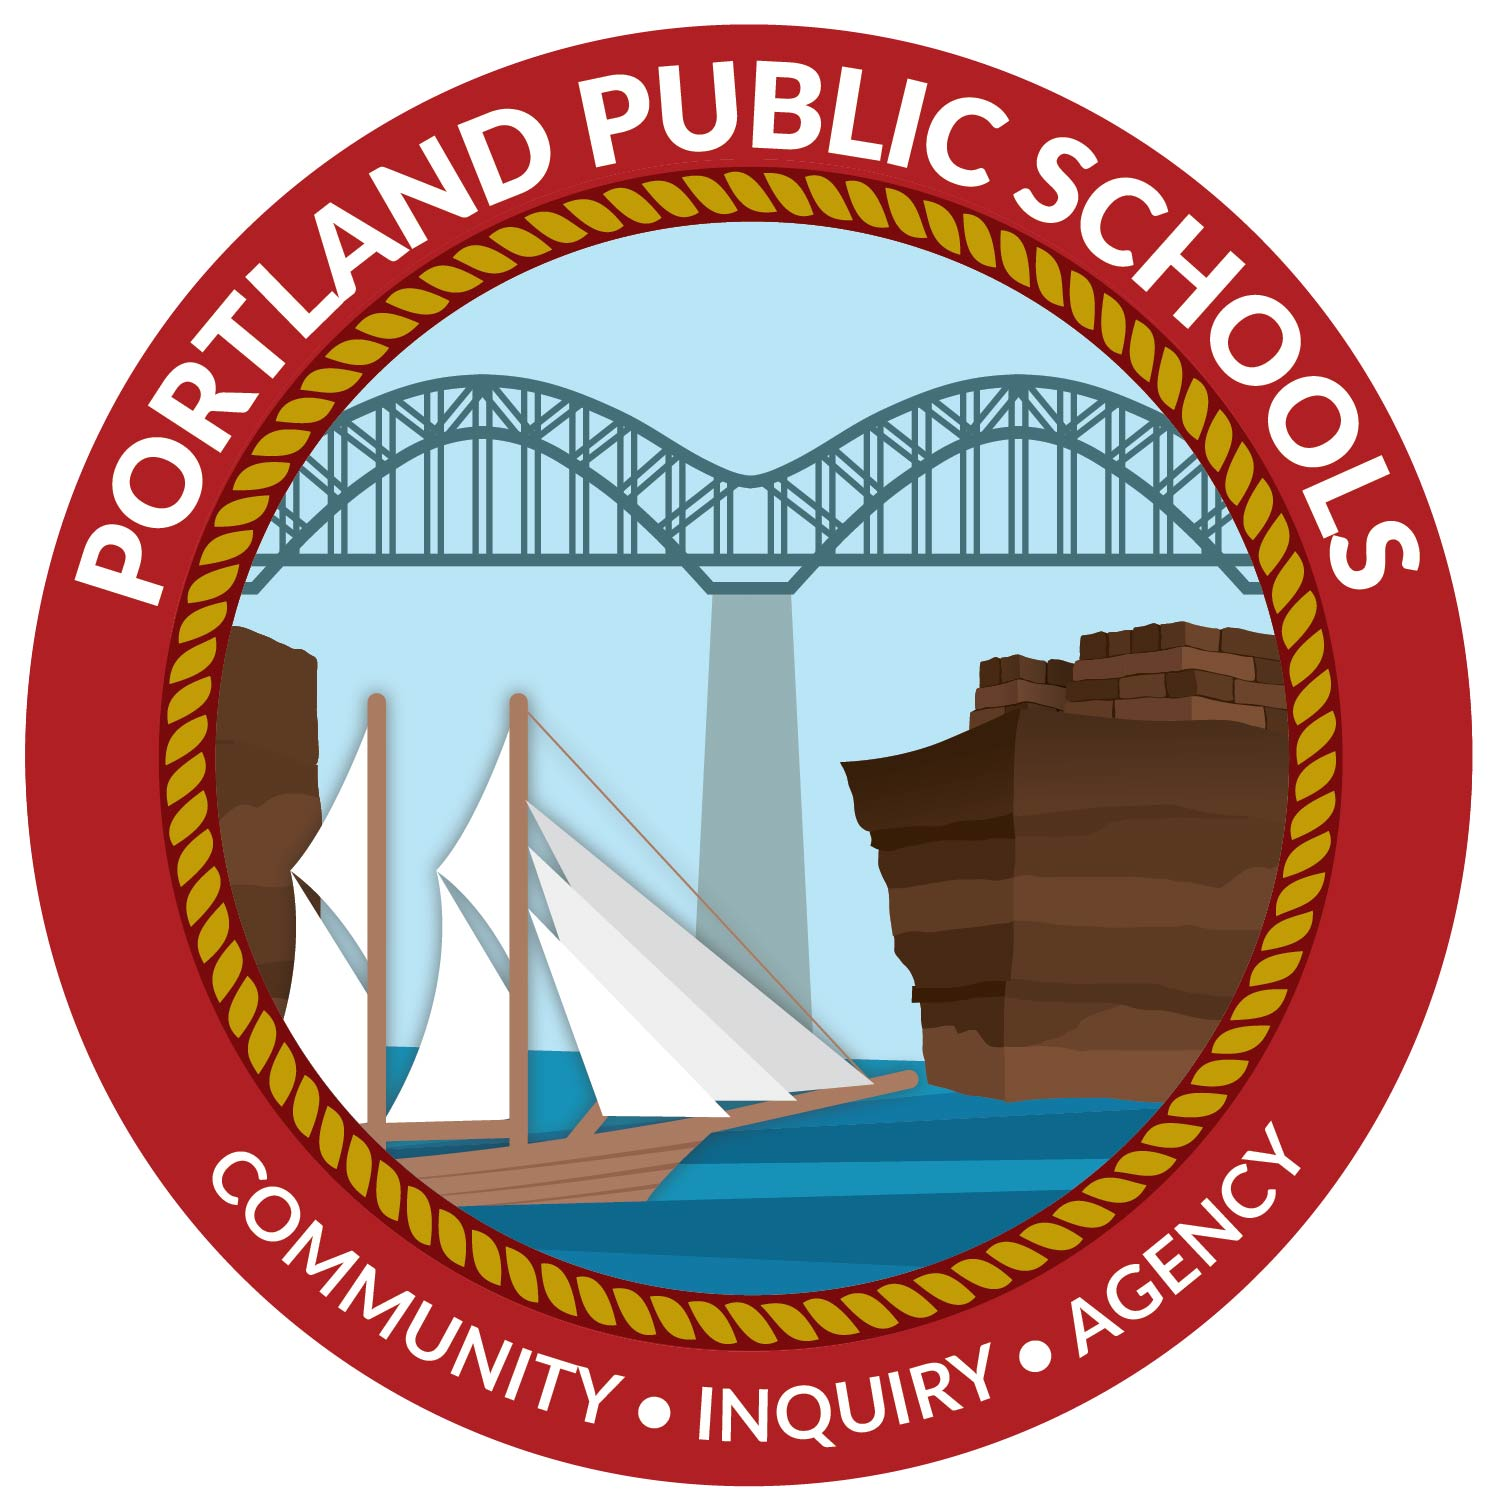 PORTLAND PUBLIC SCHOOLS
COMMUNITY • INQUIRY • AGENCY